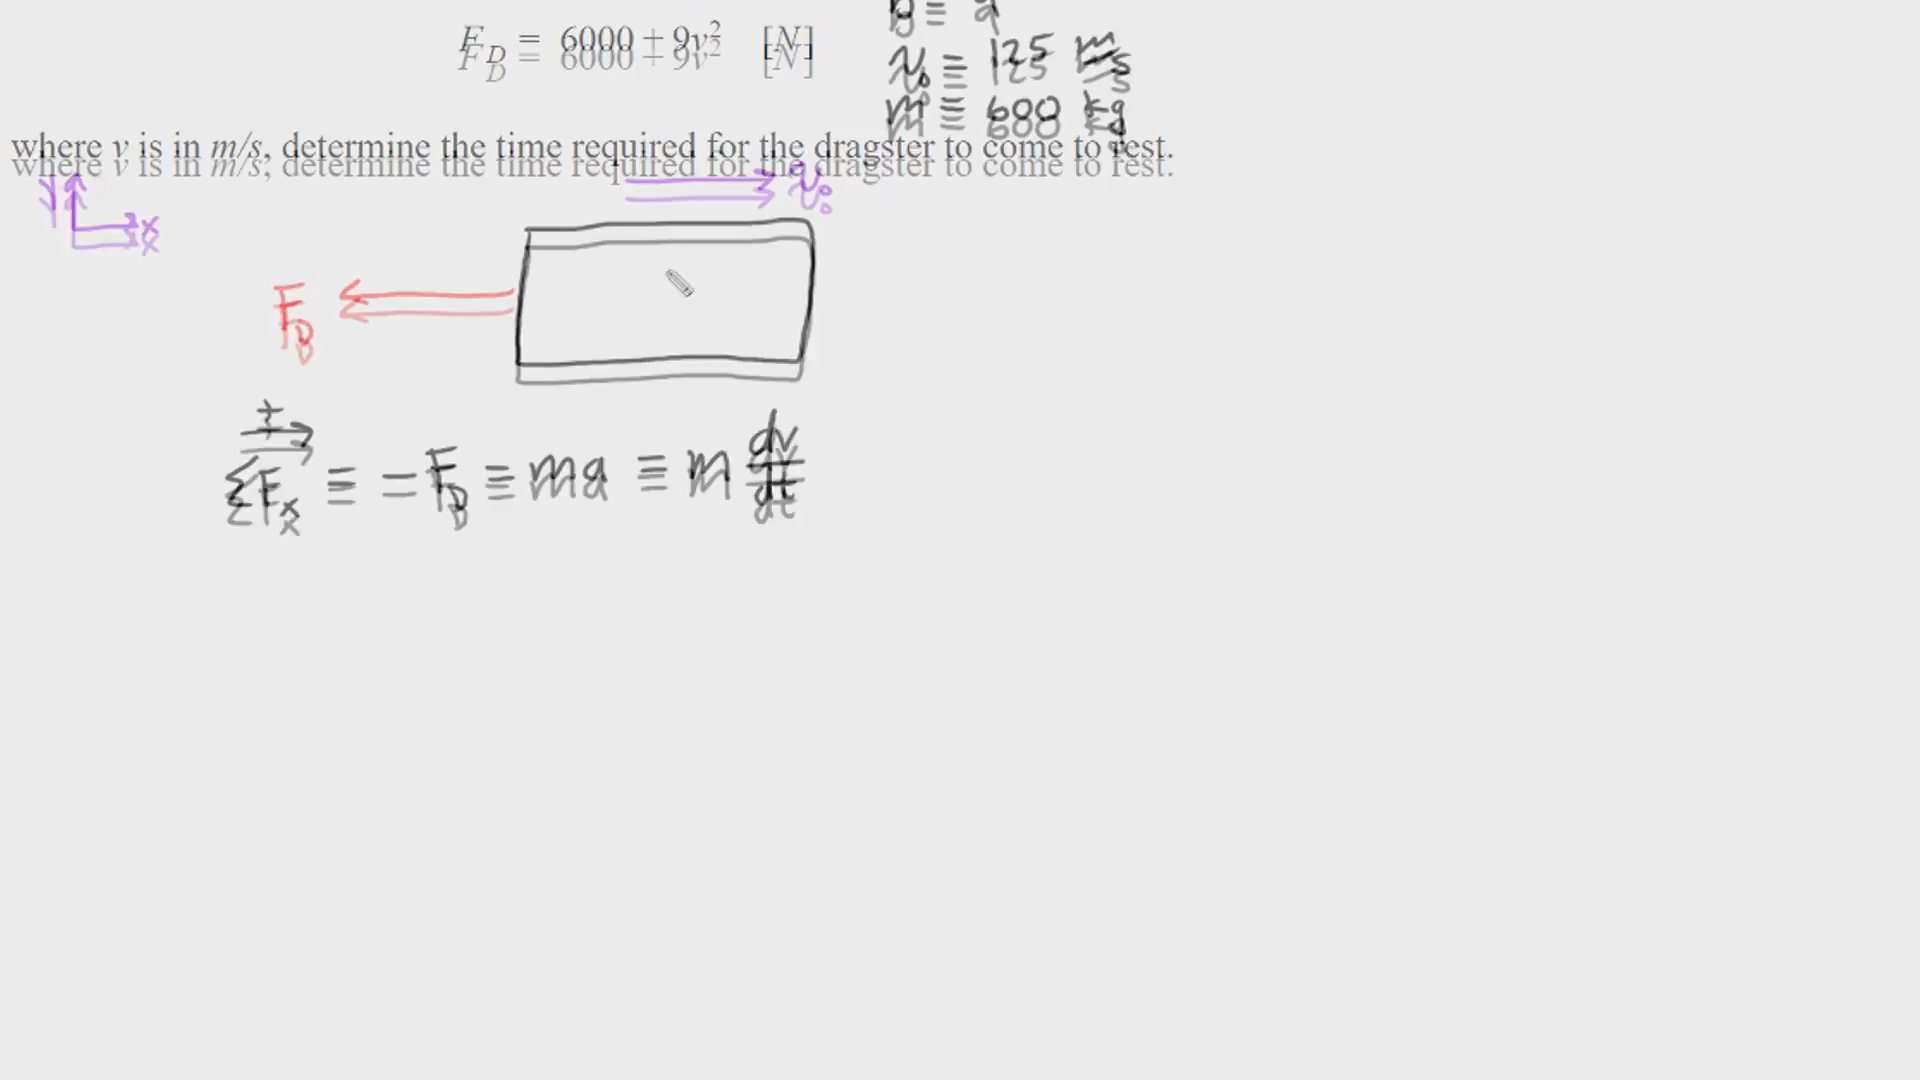 F_D = 6000 + 9v² [N]
v₀ = 125 m/s
m = 600 kg
where v is in m/s, determine the time required for the dragster to come to rest.
y x
v₀
F_D
+→
ΣF_x = -F_D = ma = m dv/dt